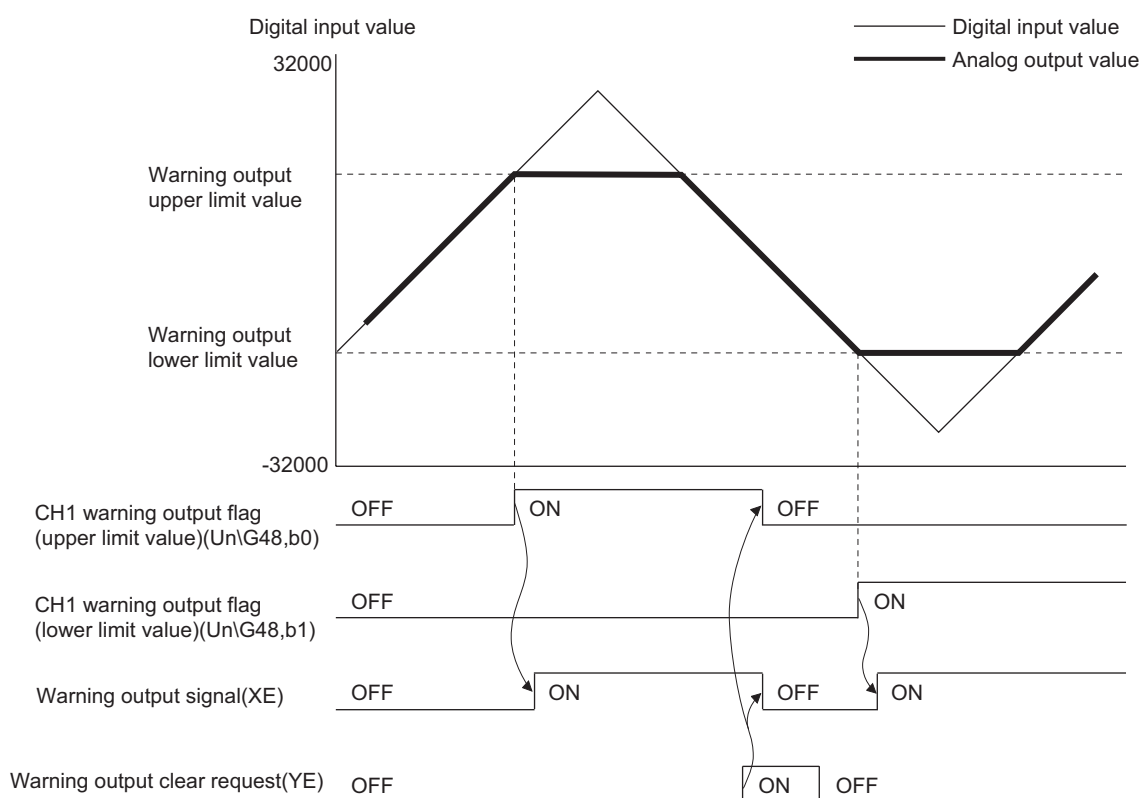 Digital input value
Digital input value
Analog output value
32000
Warning output
upper limit value
Warning output
lower limit value
-32000
CH1 warning output flag
(upper limit value)(Un\G48,b0)
OFF
ON
OFF
CH1 warning output flag
(lower limit value)(Un\G48,b1)
OFF
ON
Warning output signal(XE)
OFF
ON
OFF
ON
Warning output clear request(YE)
OFF
ON
OFF